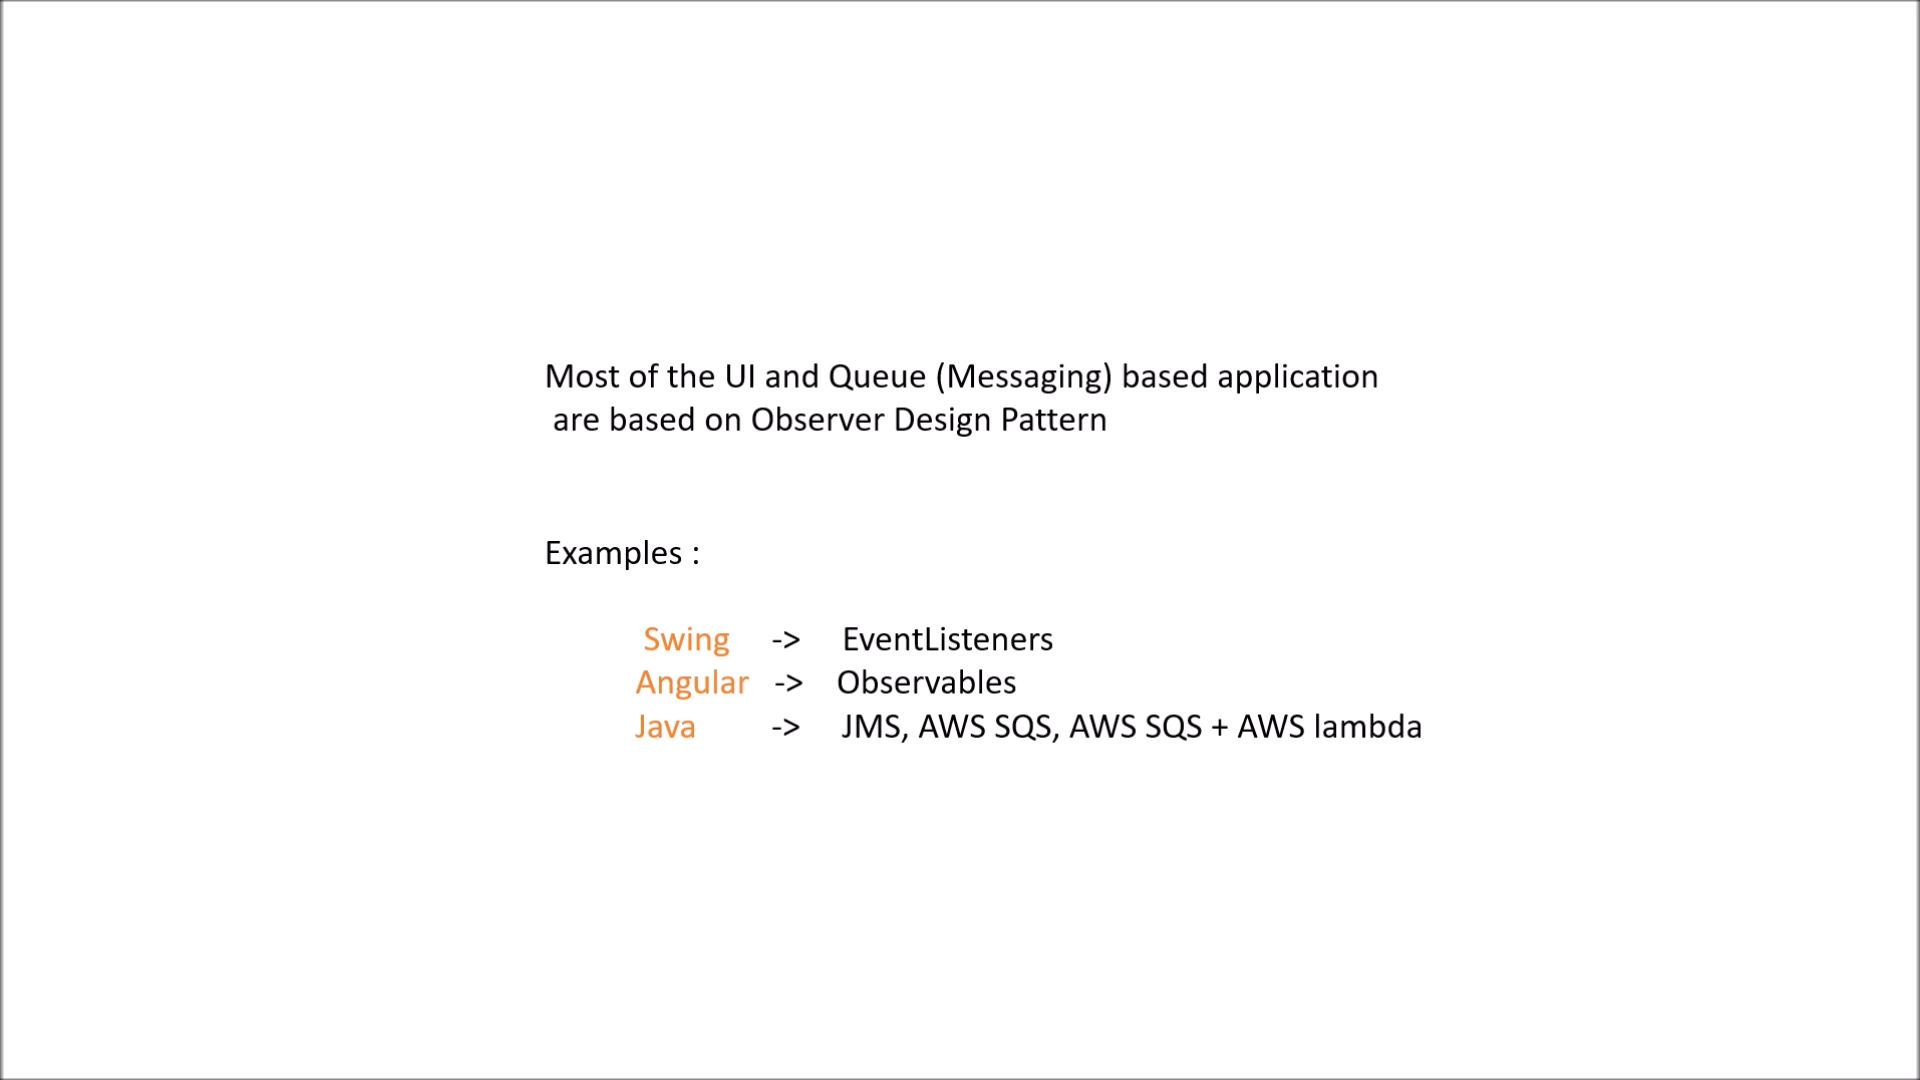 Most of the UI and Queue (Messaging) based application
are based on Observer Design Pattern
Examples :
Swing -> EventListeners
Angular -> Observables
Java -> JMS, AWS SQS, AWS SQS + AWS lambda